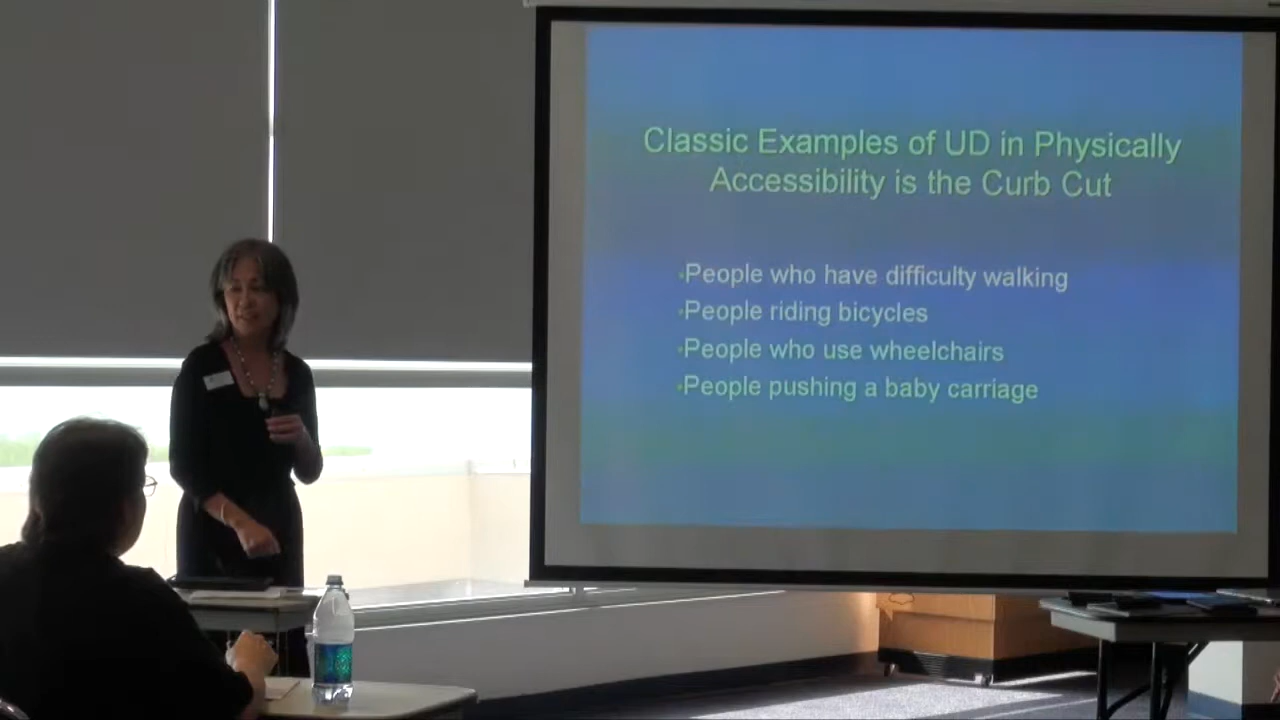 Classic Examples of UD in Physically
Accessibility is the Curb Cut
•People who have difficulty walking
•People riding bicycles
•People who use wheelchairs
•People pushing a baby carriage